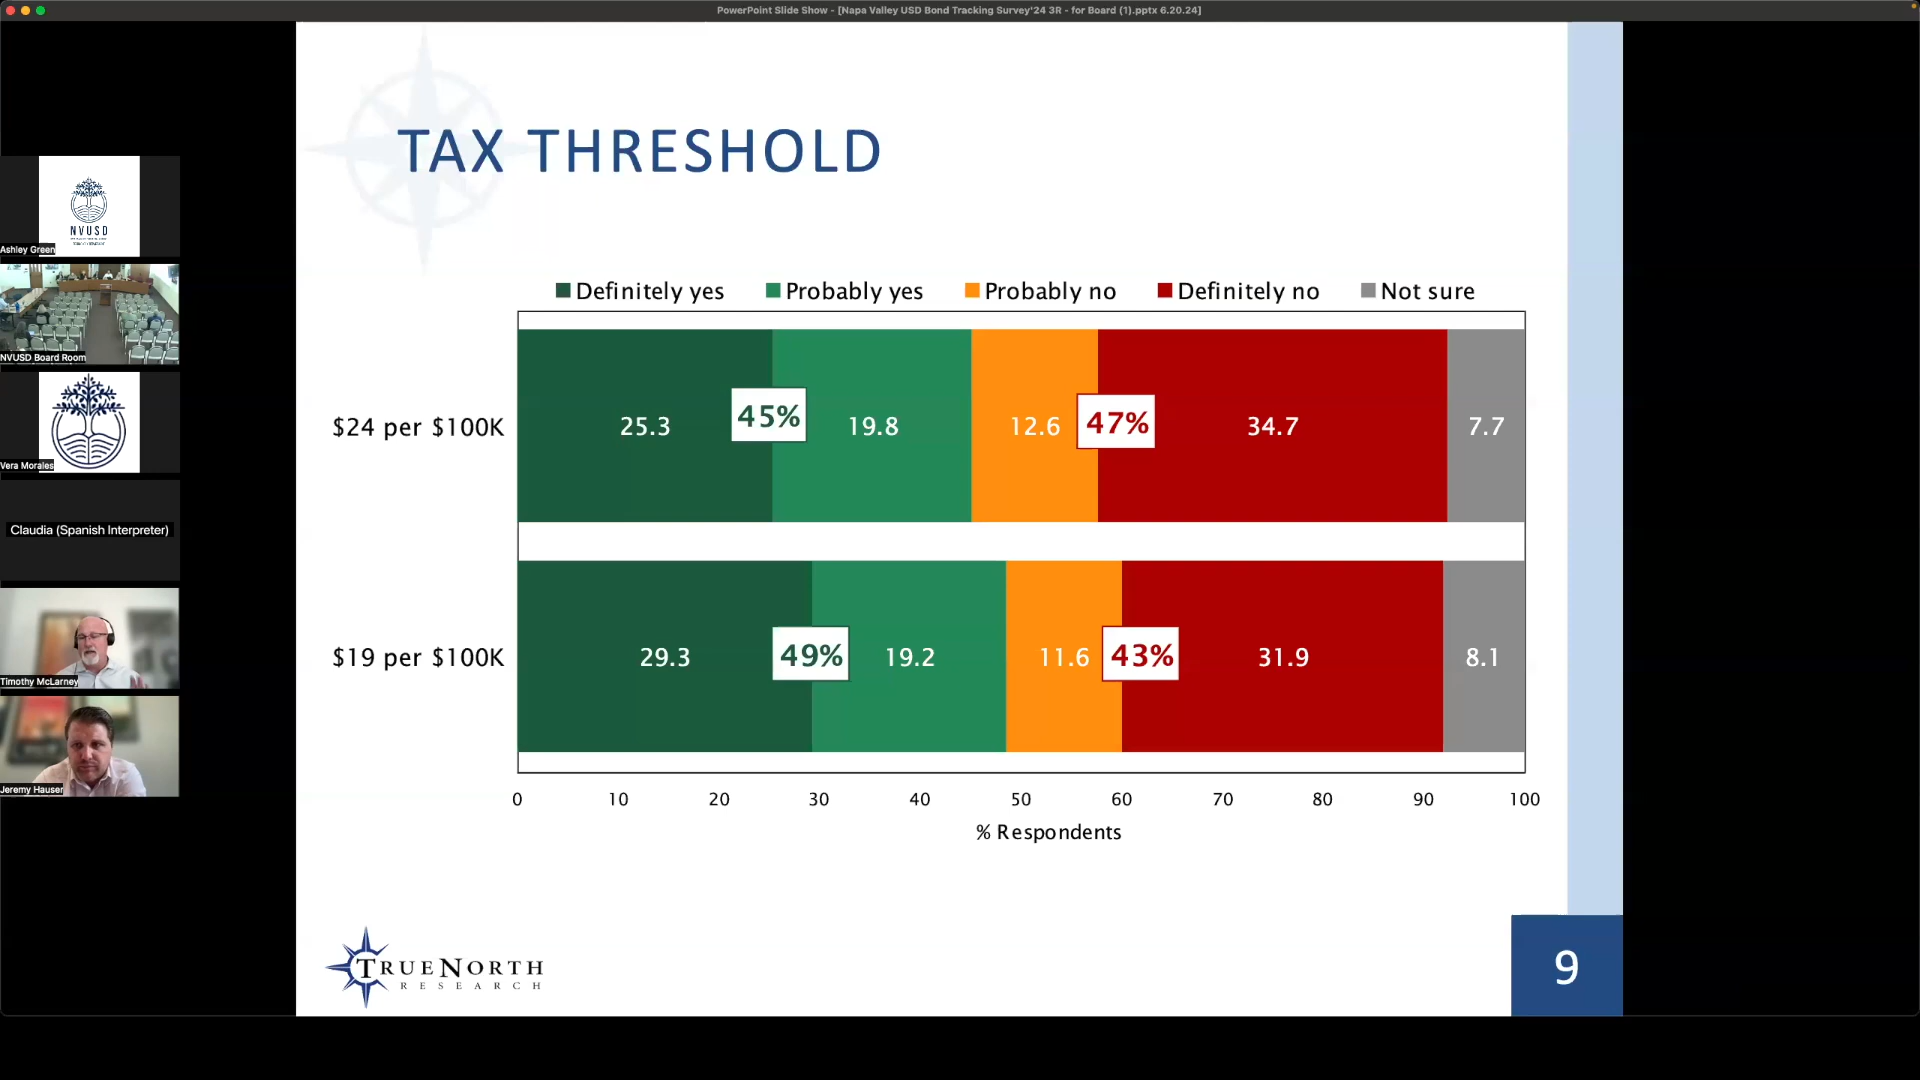 PowerPoint Slide Show - [Napa Valley USD Bond Tracking Survey'24 3R - for Board (1).pptx 6.20.24]
TAX THRESHOLD
Definitely yes Probably yes Probably no Definitely no Not sure
$24 per $100K 25.3 45% 19.8 12.6 47% 34.7 7.7
$19 per $100K 29.3 49% 19.2 11.6 43% 31.9 8.1
0 10 20 30 40 50 60 70 80 90 100
% Respondents
TRUENORTH
RESEARCH
9
NVUSD
Ashley Green
NVUSD Board Room
Vera Morales
Claudia (Spanish Interpreter)
Timothy McLarney
Jeremy Hauser